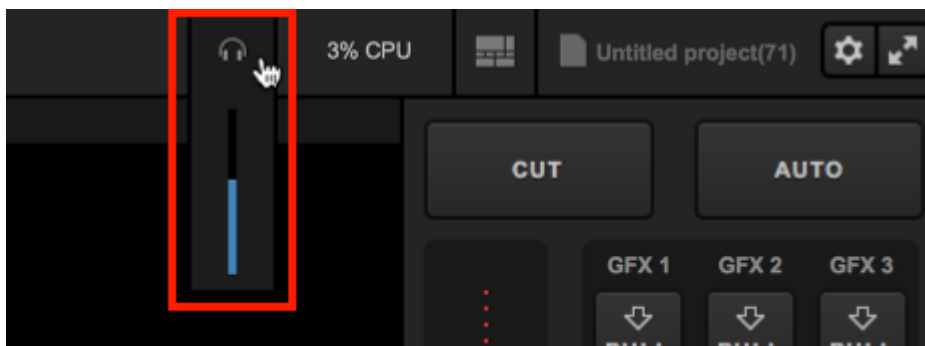 3% CPU
Untitled project(71)
CUT
AUTO
GFX 1
GFX 2
GFX 3